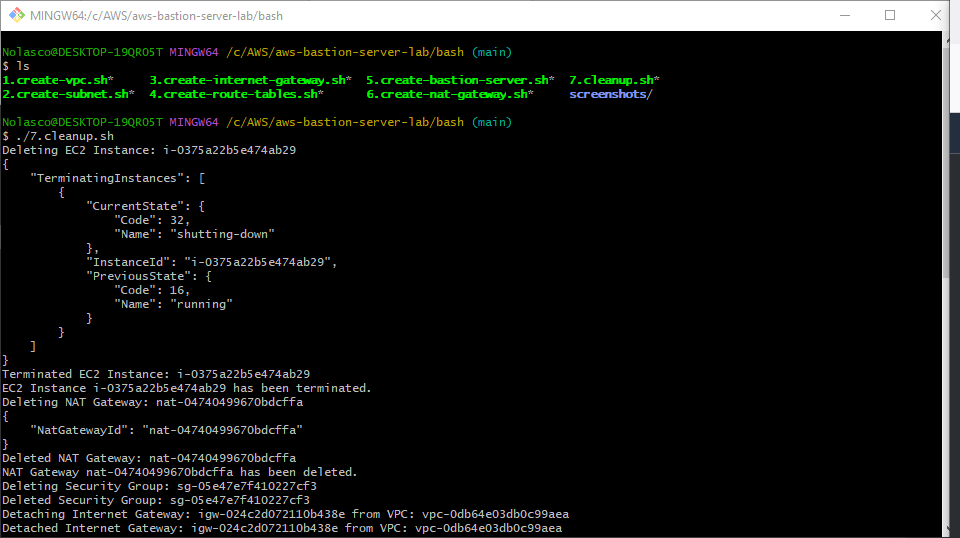 MINGW64:/c/AWS/aws-bastion-server-lab/bash
Nolasco@DESKTOP-19QRO5T MINGW64 /c/AWS/aws-bastion-server-lab/bash (main)
$ ls
1.create-vpc.sh*     3.create-internet-gateway.sh*  5.create-bastion-server.sh*  7.cleanup.sh*
2.create-subnet.sh*  4.create-route-tables.sh*      6.create-nat-gateway.sh*     screenshots/
Nolasco@DESKTOP-19QRO5T MINGW64 /c/AWS/aws-bastion-server-lab/bash (main)
$ ./7.cleanup.sh
Deleting EC2 Instance: i-0375a22b5e474ab29
{
    "TerminatingInstances": [
        {
            "CurrentState": {
                "Code": 32,
                "Name": "shutting-down"
            },
            "InstanceId": "i-0375a22b5e474ab29",
            "PreviousState": {
                "Code": 16,
                "Name": "running"
            }
        }
    ]
}
Terminated EC2 Instance: i-0375a22b5e474ab29
EC2 Instance i-0375a22b5e474ab29 has been terminated.
Deleting NAT Gateway: nat-04740499670bdcffa
{
    "NatGatewayId": "nat-04740499670bdcffa"
}
Deleted NAT Gateway: nat-04740499670bdcffa
NAT Gateway nat-04740499670bdcffa has been deleted.
Deleting Security Group: sg-05e47e7f410227cf3
Deleted Security Group: sg-05e47e7f410227cf3
Detaching Internet Gateway: igw-024c2d072110b438e from VPC: vpc-0db64e03db0c99aea
Detached Internet Gateway: igw-024c2d072110b438e from VPC: vpc-0db64e03db0c99aea